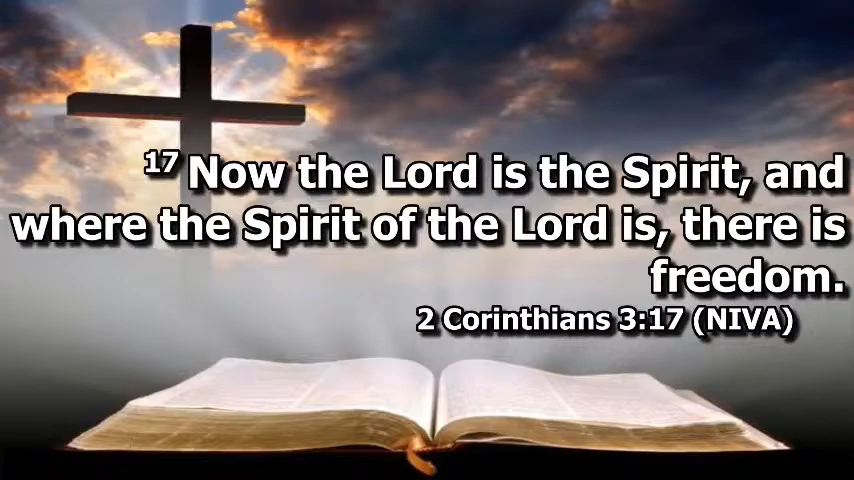 17 Now the Lord is the Spirit, and
where the Spirit of the Lord is, there is
freedom.
2 Corinthians 3:17 (NIVA)